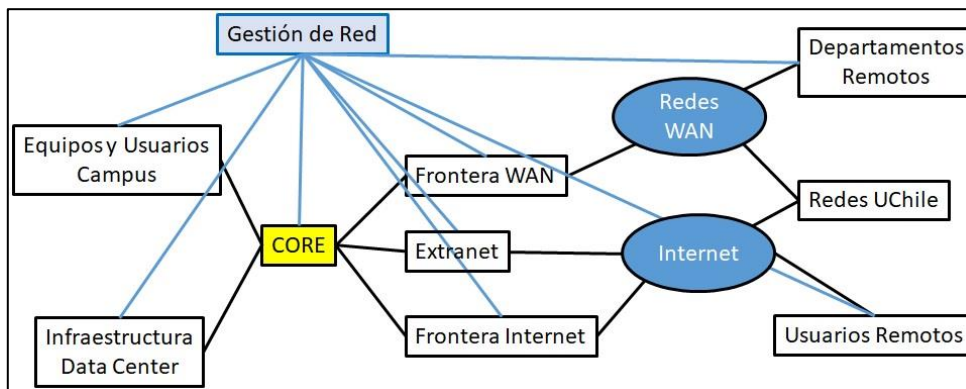 Gestión de Red
Departamentos
Remotos
Redes
WAN
Equipos y Usuarios
Campus
Frontera WAN
Redes UChile
CORE
Extranet
Internet
Infraestructura
Data Center
Frontera Internet
Usuarios Remotos